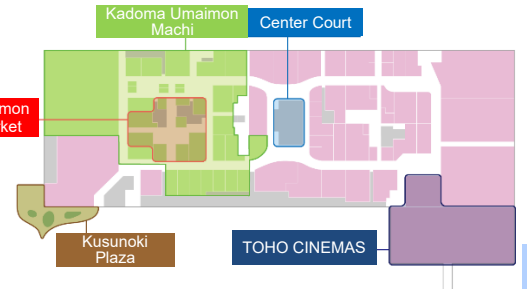 Kadoma Umaimon
Machi
Center Court
TOHO CINEMAS
Kusunoki
Plaza